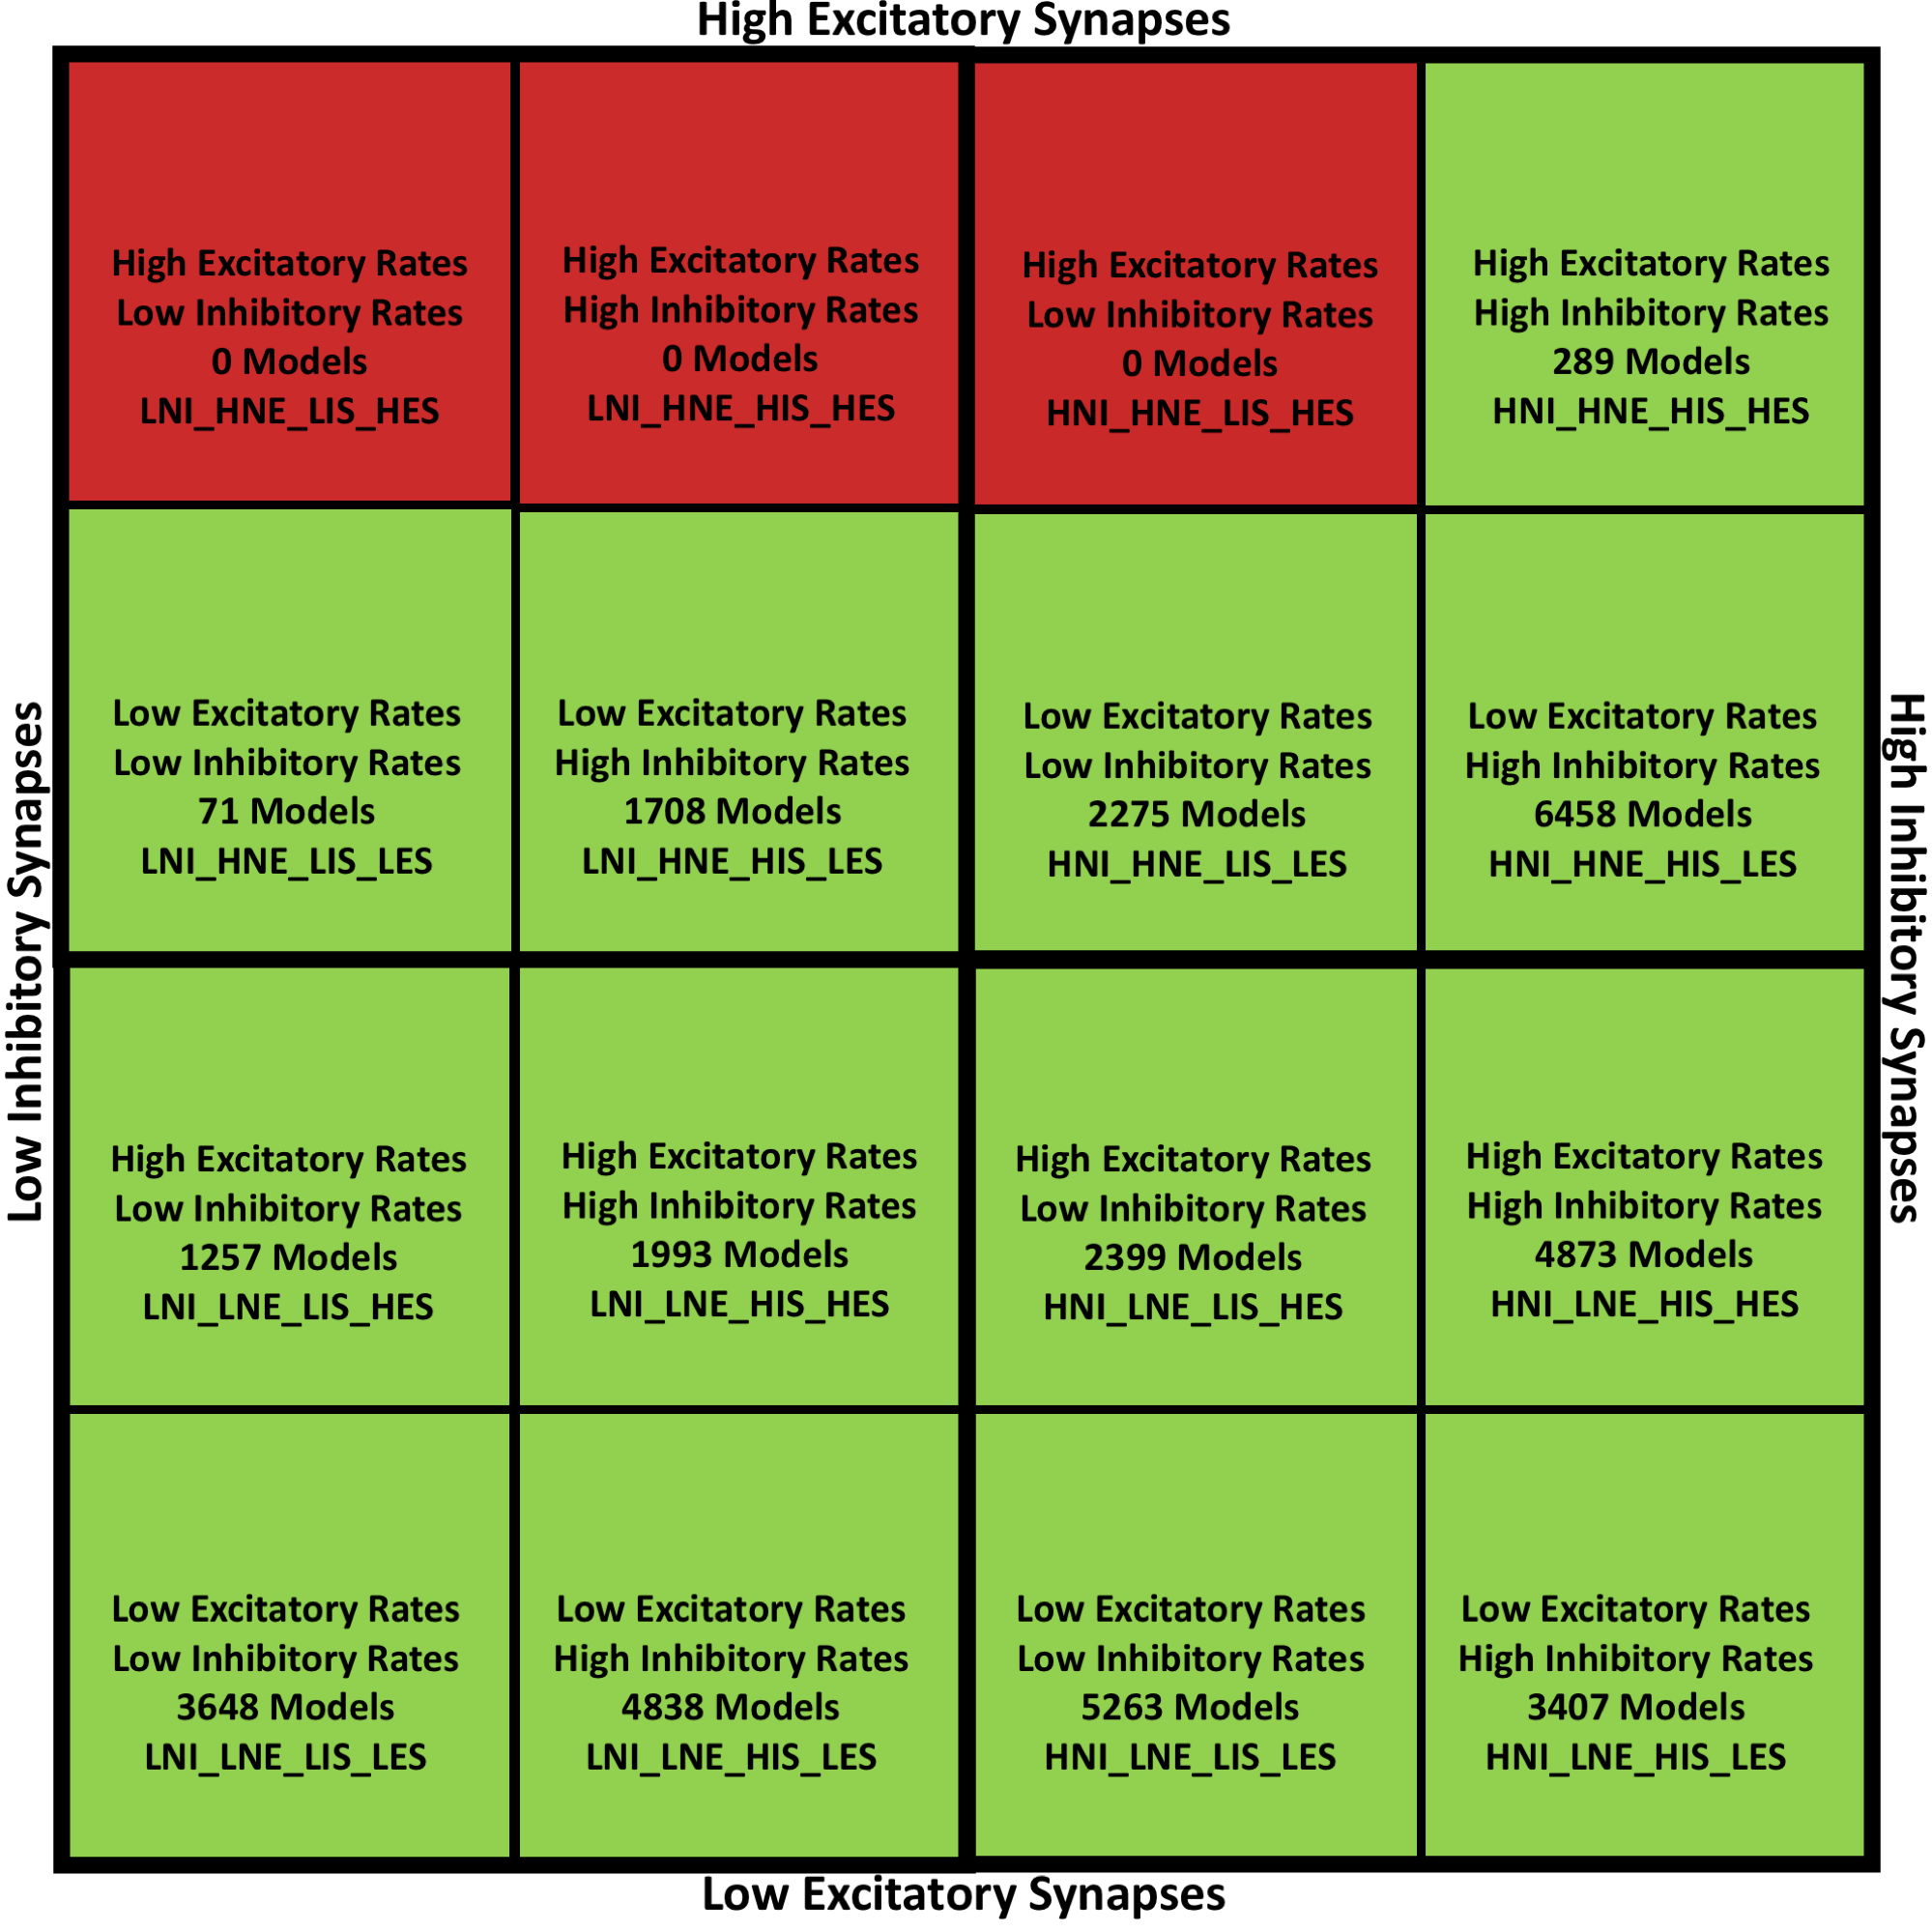 High Excitatory Synapses
High Excitatory Rates
Low Inhibitory Rates
0 Models
LNI_HNE_LIS_HES
High Excitatory Rates
High Inhibitory Rates
0 Models
LNI_HNE_HIS_HES
High Excitatory Rates
Low Inhibitory Rates
0 Models
HNI_HNE_LIS_HES
High Excitatory Rates
High Inhibitory Rates
289 Models
HNI_HNE_HIS_HES
Low Excitatory Rates
Low Inhibitory Rates
71 Models
LNI_HNE_LIS_LES
Low Excitatory Rates
High Inhibitory Rates
1708 Models
LNI_HNE_HIS_LES
Low Excitatory Rates
Low Inhibitory Rates
2275 Models
HNI_HNE_LIS_LES
Low Excitatory Rates
High Inhibitory Rates
6458 Models
HNI_HNE_HIS_LES
Low Inhibitory Synapses
High Inhibitory Synapses
High Excitatory Rates
Low Inhibitory Rates
1257 Models
LNI_LNE_LIS_HES
High Excitatory Rates
High Inhibitory Rates
1993 Models
LNI_LNE_HIS_HES
High Excitatory Rates
Low Inhibitory Rates
2399 Models
HNI_LNE_LIS_HES
High Excitatory Rates
High Inhibitory Rates
4873 Models
HNI_LNE_HIS_HES
Low Excitatory Rates
Low Inhibitory Rates
3648 Models
LNI_LNE_LIS_LES
Low Excitatory Rates
High Inhibitory Rates
4838 Models
LNI_LNE_HIS_LES
Low Excitatory Rates
Low Inhibitory Rates
5263 Models
HNI_LNE_LIS_LES
Low Excitatory Rates
High Inhibitory Rates
3407 Models
HNI_LNE_HIS_LES
Low Excitatory Synapses